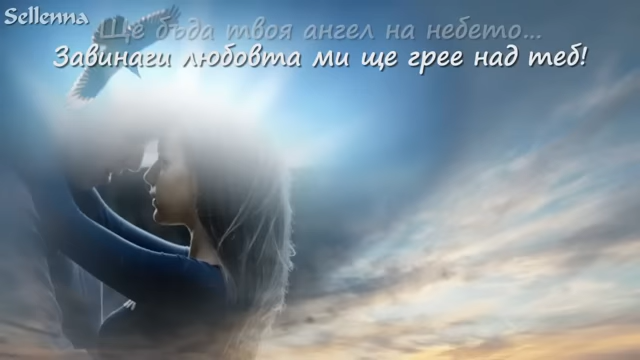 Sellenna
Ще бъда твоя ангел на небето...
Завинаги любовта ми ще грее над теб!